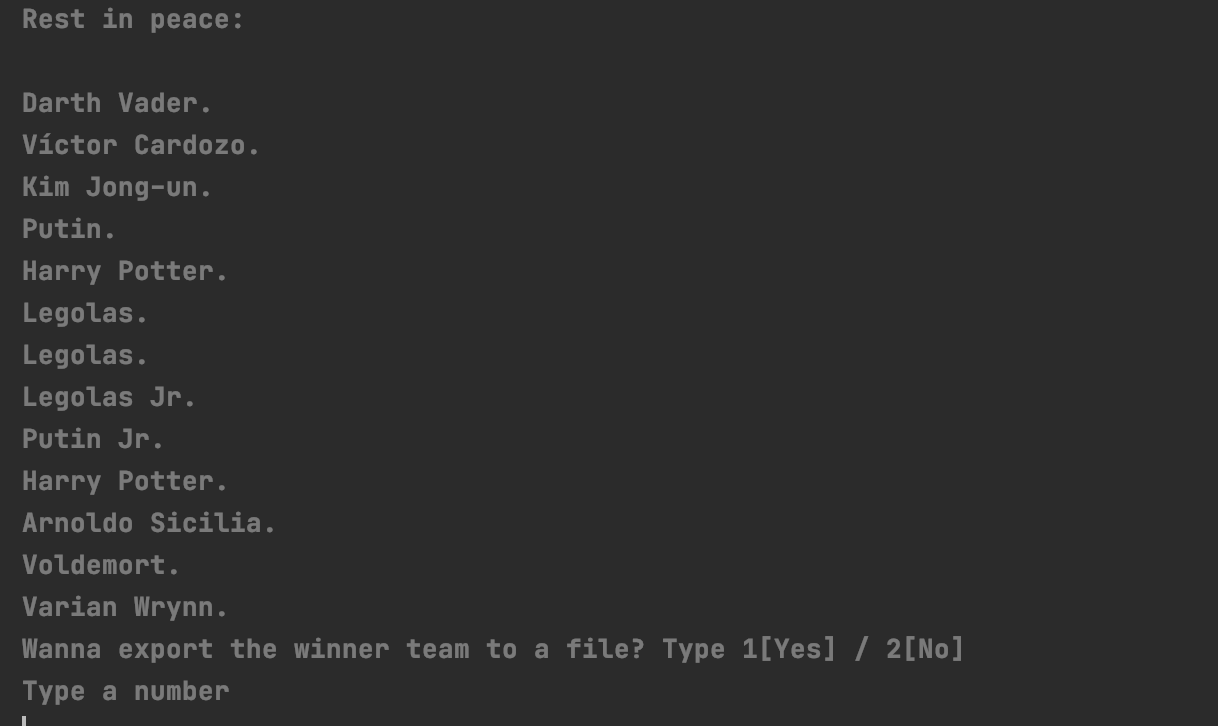 Rest in peace:
Darth Vader.
Víctor Cardozo.
Kim Jong-un.
Putin.
Harry Potter.
Legolas.
Legolas.
Legolas Jr.
Putin Jr.
Harry Potter.
Arnoldo Sicilia.
Voldemort.
Varian Wrynn.
Wanna export the winner team to a file? Type 1[Yes] / 2[No]
Type a number